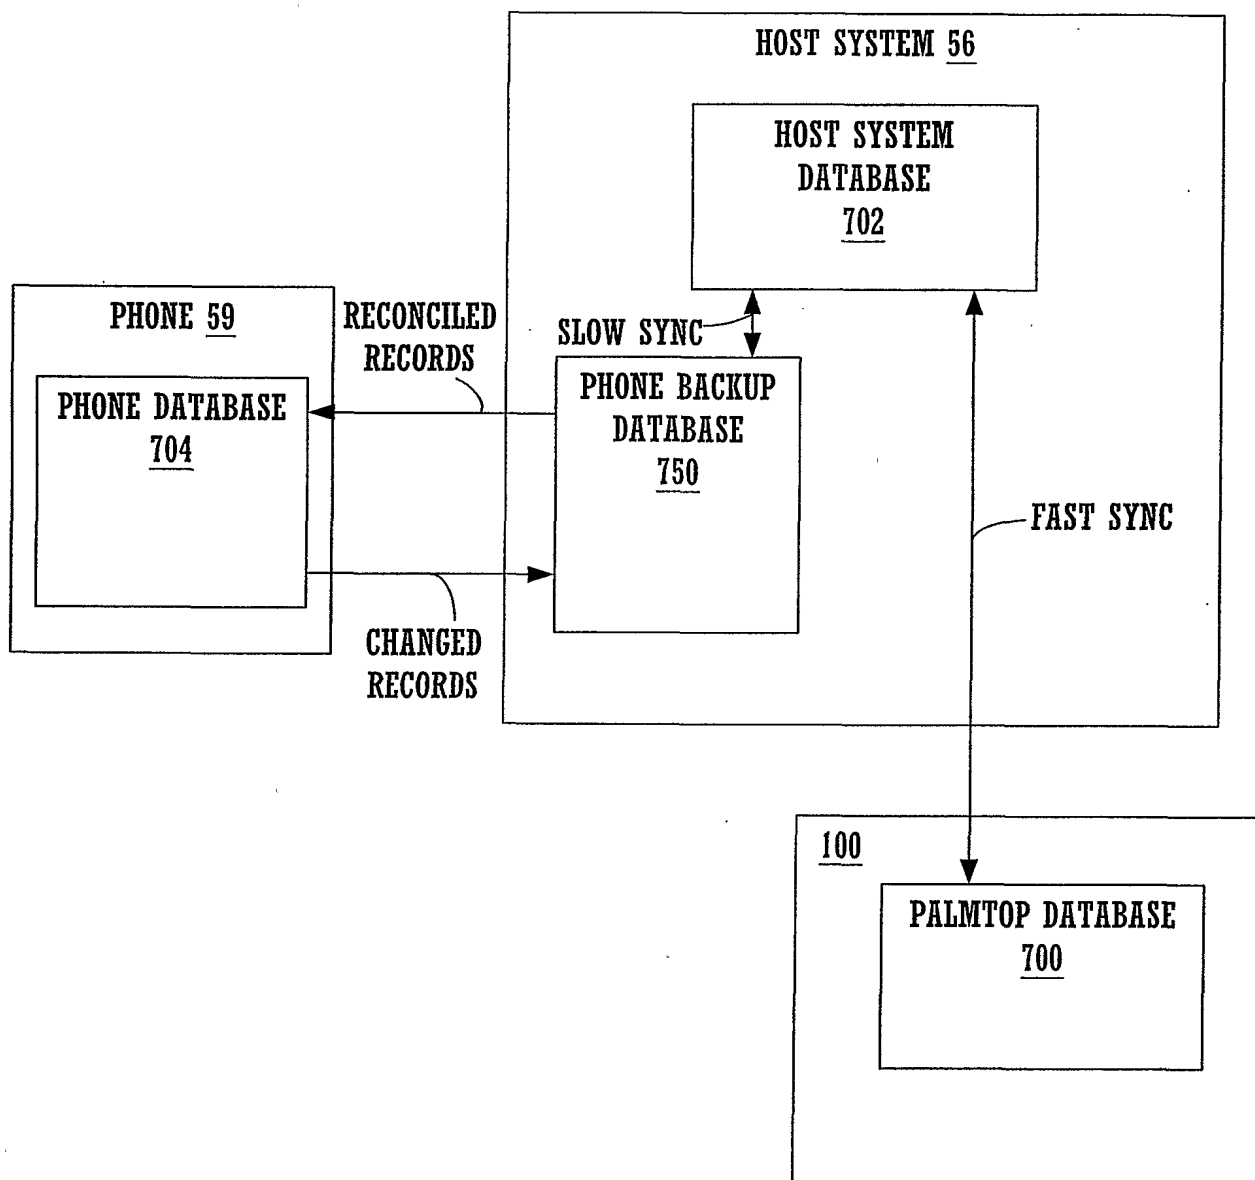 HOST SYSTEM 56
HOST SYSTEM
DATABASE
702
PHONE 59
RECONCILED
RECORDS
SLOW SYNC
PHONE DATABASE
704
PHONE BACKUP
DATABASE
750
FAST SYNC
CHANGED
RECORDS
100
PALMTOP DATABASE
700